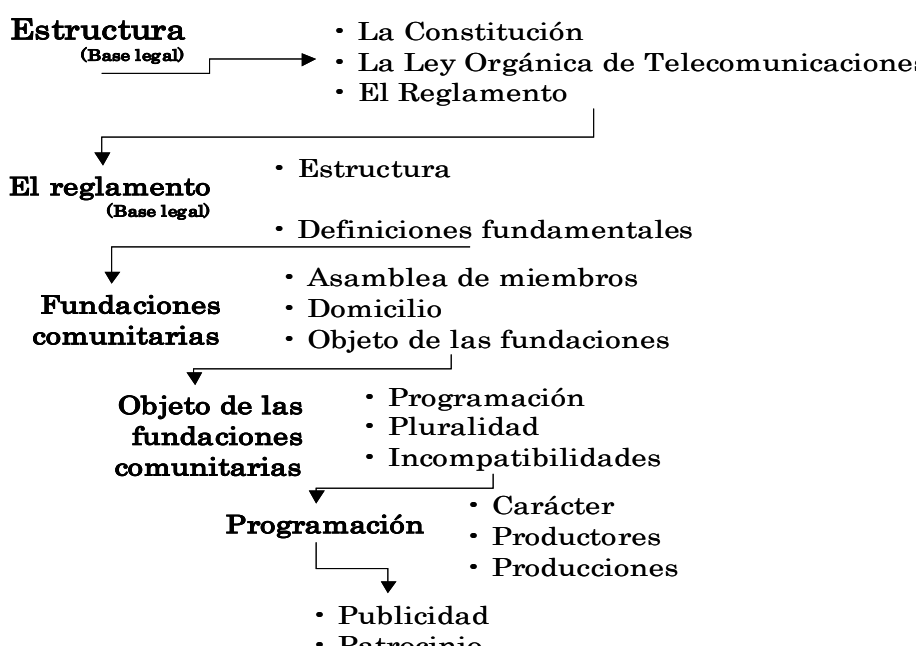 Estructura
(Base legal)
· La Constitución
· La Ley Orgánica de Telecomunicaciones
· El Reglamento
El reglamento
(Base legal)
· Estructura
· Definiciones fundamentales
Fundaciones
comunitarias
· Asamblea de miembros
· Domicilio
· Objeto de las fundaciones
Objeto de las
fundaciones
comunitarias
· Programación
· Pluralidad
· Incompatibilidades
Programación
· Carácter
· Productores
· Producciones
· Publicidad
· Patrocinio